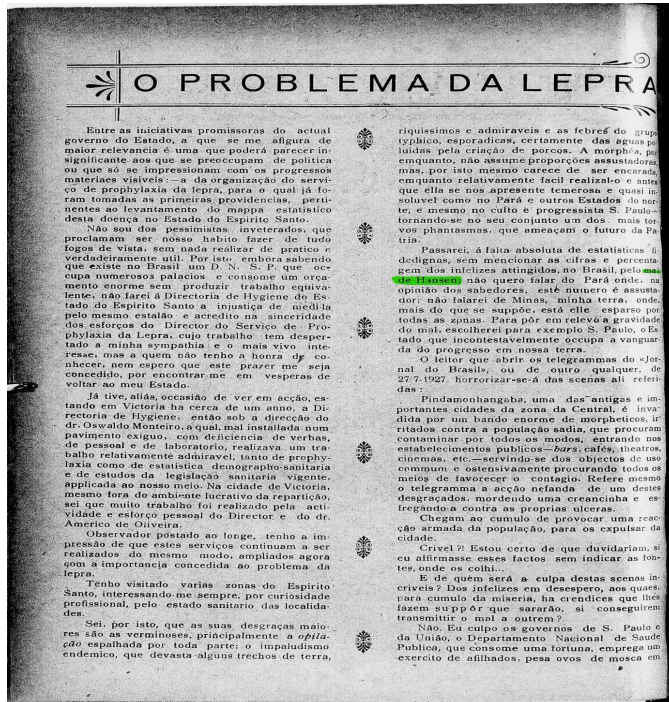 O PROBLEMA DA LEPRA
Entre as iniciativas promissoras do actual
governo do Estado, a que se me afigura de
maior relevancia é uma que poderá parecer in-
significante aos que se preoccupam de politica
ou que só se impressionam com os progressos
materiaes visiveis:—a da organização do servi-
ço de prophylaxia da lepra, para o qual já fo-
ram tomadas as primeiras providencias, perti-
nentes ao levantamento do mappa estatistico
desta doença no Estado do Espirito Santo.
Não sou dos pessimistas inveterados, que
proclamam ser nosso habito fazer de tudo
fogos de vista, sem nada realizar de pratico e
verdadeiramente util. Por isto, embora sabendo
que existe no Brasil um D. N. S. P. que oc-
cupa numerosos palacios e consome um orça-
mento enorme sem produzir trabalho equiva-
lente, não farei á Directoria de Hygiene do Es-
tado do Espirito Santo a injustiça de medil-a
pelo mesmo estalão e acredito na sinceridade
dos esforços do Director do Serviço de Pro-
phylaxia da Lepra, cujo trabalho tem desper-
tado a minha sympathia e o mais vivo inte-
resse, mas a quem não tenho a honra de co-
nhecer, nem espero que este prazer me seja
concedido, por encontrar-me em vesperas de
voltar ao meu Estado.
Já tive, aliás, occasião de ver em acção, es-
tando em Victoria ha cerca de um anno, a Di-
rectoria de Hygiene, então sob a direcção do
dr. Oswaldo Monteiro, a qual, mal installada num
pavimento exiguo, com deficiencia de verbas,
de pessoal e de laboratorio, realizava um tra-
balho relativamente admiravel, tanto de prophy-
laxia como de estatistica demographo-sanitaria
e de estudos da legislação sanitaria vigente,
applicada ao nosso meio. Na cidade de Victoria,
mesmo fora do ambiente lucrativo da repartição,
sei que muito trabalho foi realizado pela acti-
vidade e esforço pessoal do Director e do dr.
Americo de Oliveira.
Observador postado ao longe, tenho a im-
pressão de que estes serviços continuam a ser
realizados do mesmo modo, ampliados agora
com a importancia concedida ao problema da
lepra.
Tenho visitado varias zonas do Espirito
Santo, interessando-me sempre, por curiosidade
profissional, pelo estado sanitario das localida-
des.
Sei, por isto, que as suas desgraças maio-
res são as verminoses, principalmente a opila-
ção espalhada por toda parte; o impaludismo
endemico, que devasta alguns trechos de terra,
riquissimos e admiraveis e as febres do grupo
typhico, esporadicas, certamente das aguas pol-
luidas pela criação de porcos. A morphéa, por
emquanto, não assume proporções assustadoras,
mas, por isto mesmo carece de ser encarada,
emquanto relativamente facil realizal-o e antes
que ella se nos apresente temerosa e quasi in-
soluvel como no Pará e outros Estados do nor-
te, e mesmo no culto e progressista S. Paulo—
tornando-se no seu conjunto um dos mais tor-
vos phantasmas, que ameaçam o futuro da Pa-
tria.
Passarei, á falta absoluta de estatisticas fi-
dedignas, sem mencionar as cifras e percenta-
gem dos infelizes attingidos, no Brasil, pelo mal
de Hansen; não quero falar do Pará onde, na
opinião dos sabedores, este numero é assusta-
dor; não falarei de Minas, minha terra, onde,
mais do que se suppõe, está elle esparso por
todas as zonas. Para pôr em relevo a gravidade
do mal, escolherei para exemplo S. Paulo, o Es-
tado que incontestavelmente occupa a vanguar-
da do progresso em nossa terra.
O leitor que abrir os telegrammas do «Jor-
nal do Brasil», ou de outro qualquer, de
27-7-1927, horrorizar-se-á das scenas ali referi-
das:
Pindamonhangaba, uma das antigas e im-
portantes cidades da zona da Central, é inva-
dida por um bando enorme de morpheticos, ir-
ritados contra a população sadia, que procuram
contaminar por todos os modos, entrando nos
estabelecimentos publicos—bars, cafés, theatros,
cinemas, etc.—servindo-se dos objectos de uso
commum e ostensivamente procurando todos os
meios de favorecer o contagio. Refere mesmo
o telegramma a acção nefanda de um destes
desgraçados, mordendo uma creancinha e es-
fregando-a contra as proprias ulceras.
Chegam ao cumulo de provocar uma reac-
ção armada da população, para os expulsar da
cidade.
Crivel?! Estou certo de que duvidariam, si
eu affirmasse esses factos sem indicar as fon-
tes, onde os colhi..
E de quem será a culpa destas scenas in-
criveis? Dos infelizes em desespero, aos quaes,
para cumulo da miseria, ha crendices que lhes
fazem suppôr que sararão, si conseguirem
transmittir o mal a outrem?
Não. Eu culpo os governos de S. Paulo e
da União, o Departamento Nacional de Saude
Publica, que consome uma fortuna, emprega um
exercito de afilhados, pesa ovos de mosca em